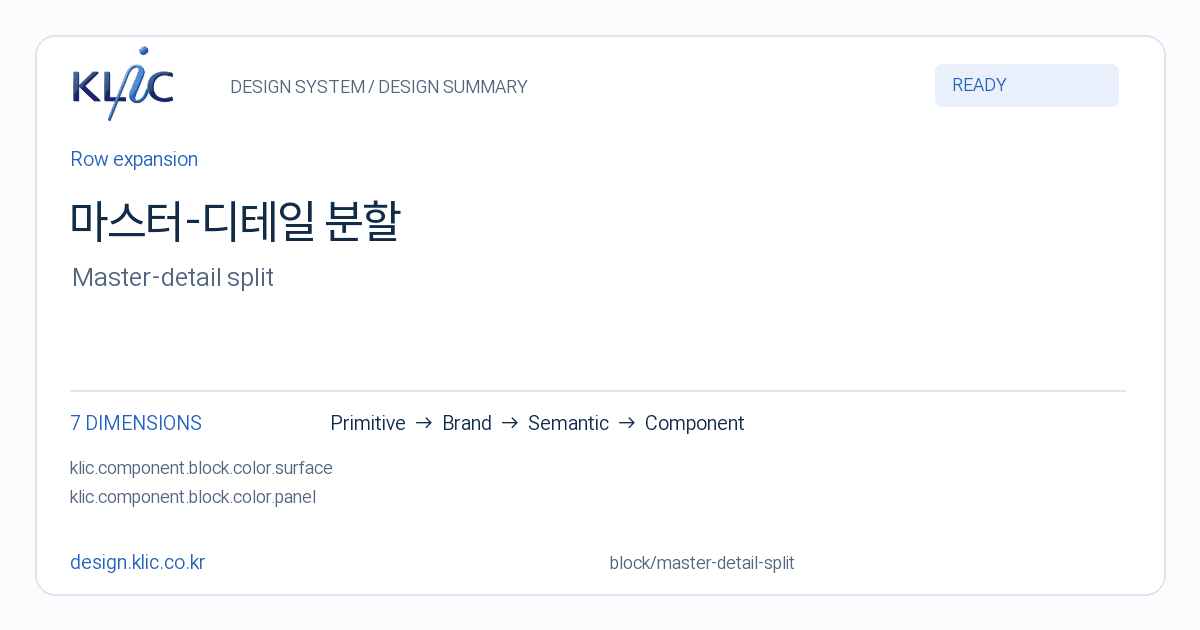 KLiC
DESIGN SYSTEM / DESIGN SUMMARY
READY
Row expansion
마스터-디테일 분할
Master-detail split
7 DIMENSIONS
Primitive → Brand → Semantic → Component
klic.component.block.color.surface
klic.component.block.color.panel
design.klic.co.kr
block/master-detail-split